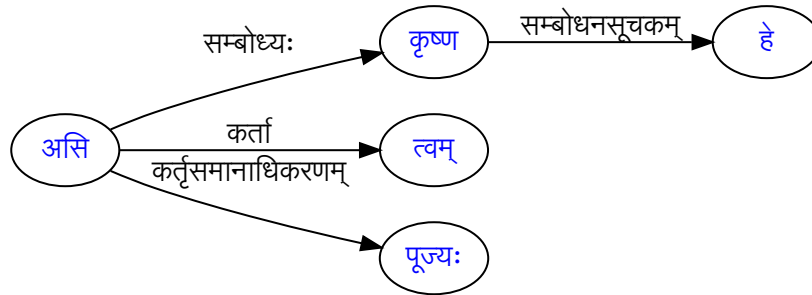 सम्बोध्यः
कृष्ण
सम्बोधनसूचकम्
हे
असि
कर्ता
त्वम्
कर्तृसमानाधिकरणम्
पूज्यः